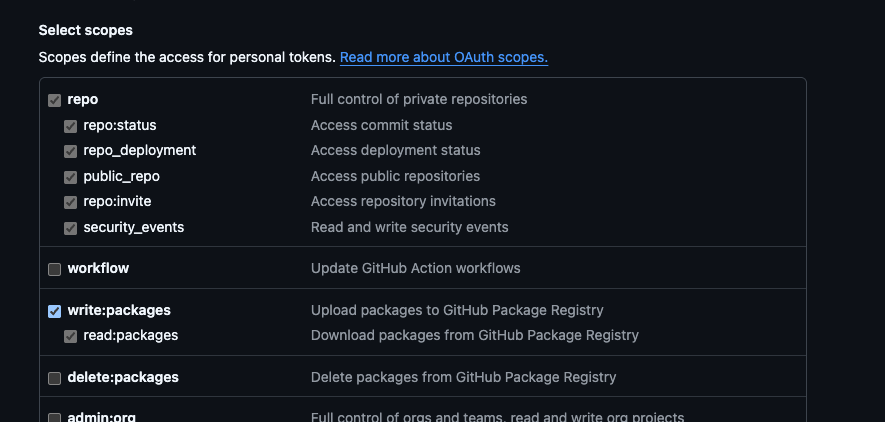 Select scopes
Scopes define the access for personal tokens. Read more about OAuth scopes.
repo Full control of private repositories
repo:status Access commit status
repo_deployment Access deployment status
public_repo Access public repositories
repo:invite Access repository invitations
security_events Read and write security events
workflow Update GitHub Action workflows
write:packages Upload packages to GitHub Package Registry
read:packages Download packages from GitHub Package Registry
delete:packages Delete packages from GitHub Package Registry
admin:org Full control of orgs and teams, read and write org projects